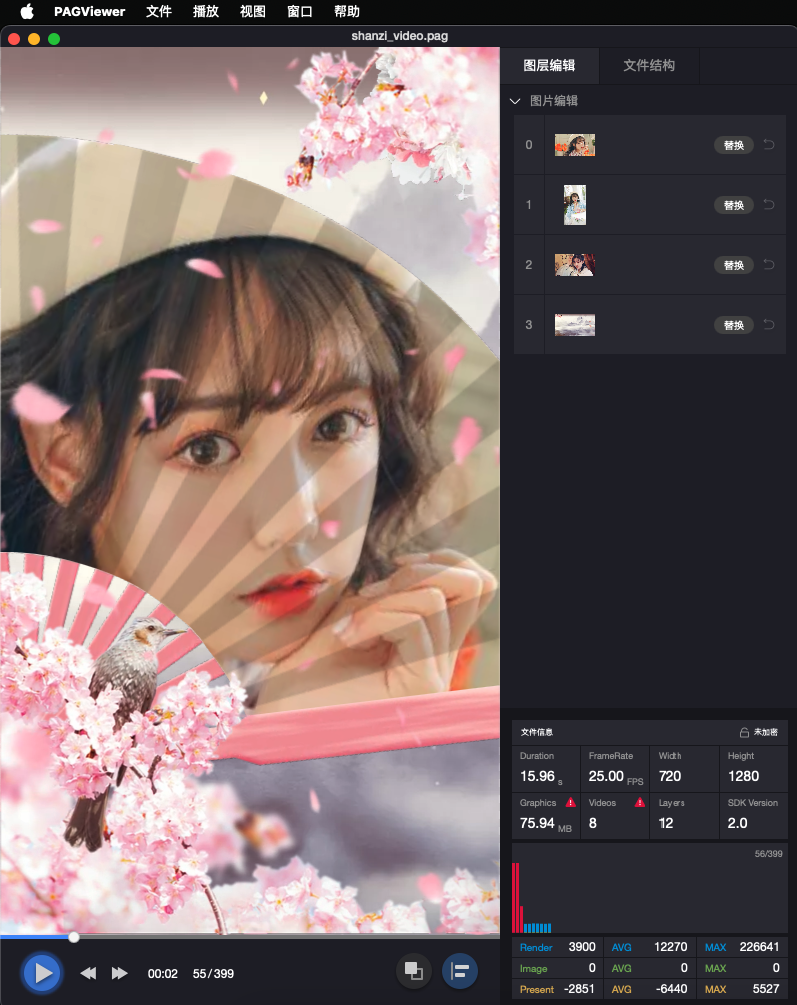 PAGViewer 文件 播放 视图 窗口 帮助
shanzi_video.pag
图层编辑 文件结构
图片编辑
0 替换
1 替换
2 替换
3 替换
文件信息 未加密
Duration FrameRate Width Height
15.96 s 25.00 FPS 720 1280
Graphics Videos Layers SDK Version
75.94 MB 8 12 2.0
56/399
Render 3900 AVG 12270 MAX 226641
Image 0 AVG 0 MAX 0
Present -2851 AVG -6440 MAX 5527
00:02 55/399